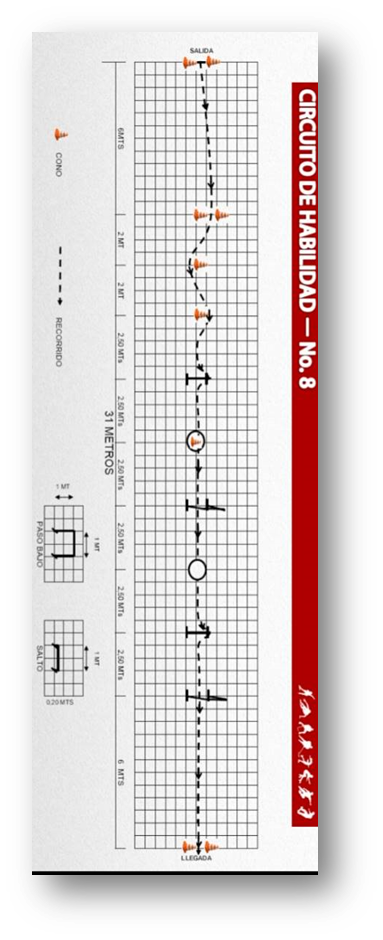 CIRCUITO DE HABILIDAD — No. 8
SALIDA
6MTS
2 MT
2 MT
2,50 MTs
2,50 MTs
2,50 MTs
2,50 MTs
2,50 MTs
2,50 MTs
6 MTS
31 METROS
LLEGADA
CONO
RECORRIDO
1 MT
1 MT
PASO BAJO
1 MT
SALTO
0,20 MTS